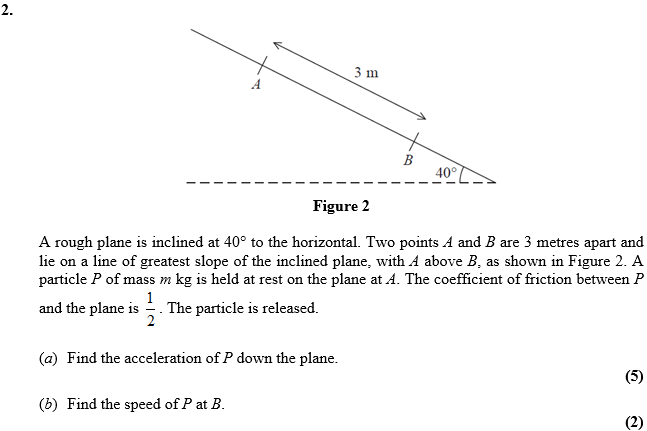 2.
3 m
A
B
40°
Figure 2
A rough plane is inclined at 40° to the horizontal. Two points A and B are 3 metres apart and
lie on a line of greatest slope of the inclined plane, with A above B, as shown in Figure 2. A
particle P of mass m kg is held at rest on the plane at A. The coefficient of friction between P
and the plane is 1/2. The particle is released.
(a) Find the acceleration of P down the plane.
(5)
(b) Find the speed of P at B.
(2)